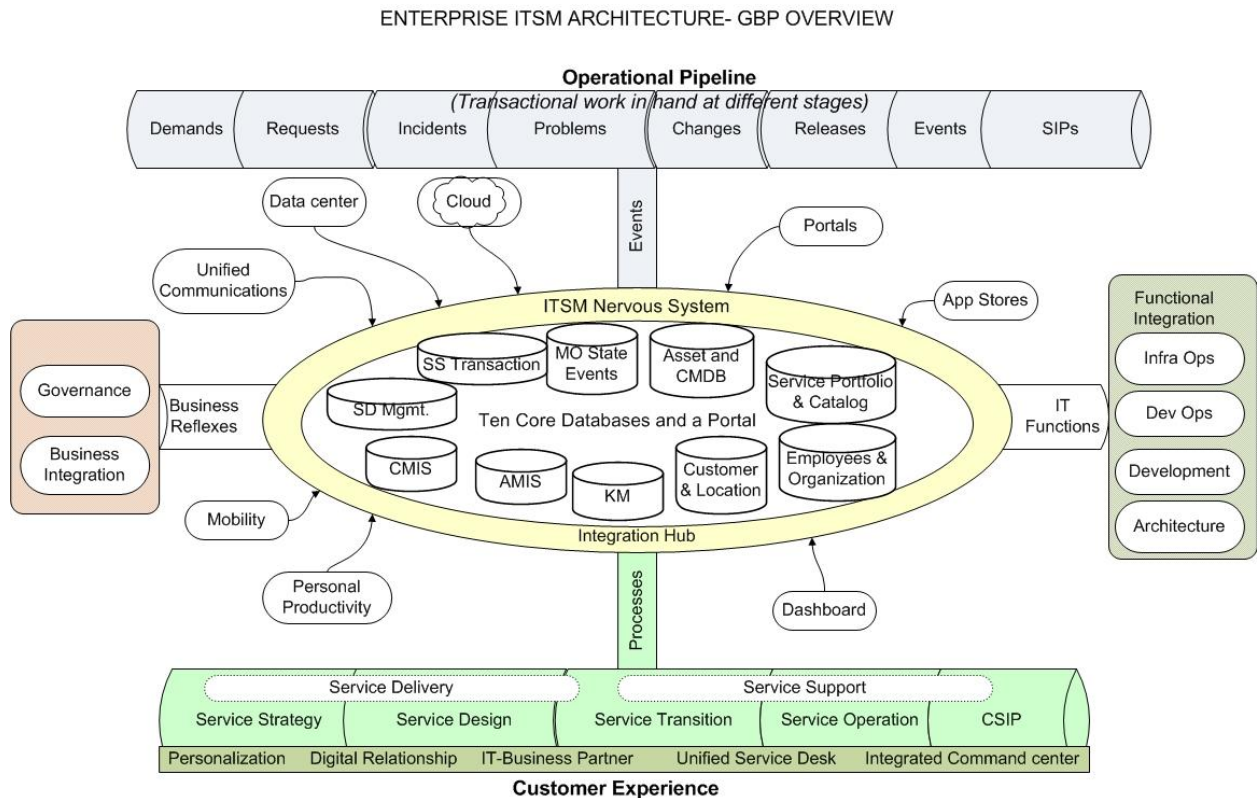 ENTERPRISE ITSM ARCHITECTURE- GBP OVERVIEW
Operational Pipeline
(Transactional work in hand at different stages)
Demands
Requests
Incidents
Problems
Changes
Releases
Events
SIPs
Data center
Cloud
Events
Portals
Unified
Communications
App Stores
ITSM Nervous System
Functional
Integration
Infra Ops
Dev Ops
Development
Architecture
Governance
Business
Integration
Business
Reflexes
IT
Functions
SS Transaction
MO State
Events
Asset and
CMDB
Service Portfolio
& Catalog
SD Mgmt.
Ten Core Databases and a Portal
CMIS
AMIS
KM
Customer
& Location
Employees &
Organization
Integration Hub
Mobility
Personal
Productivity
Processes
Dashboard
Service Delivery
Service Support
Service Strategy
Service Design
Service Transition
Service Operation
CSIP
Personalization
Digital Relationship
IT-Business Partner
Unified Service Desk
Integrated Command center
Customer Experience